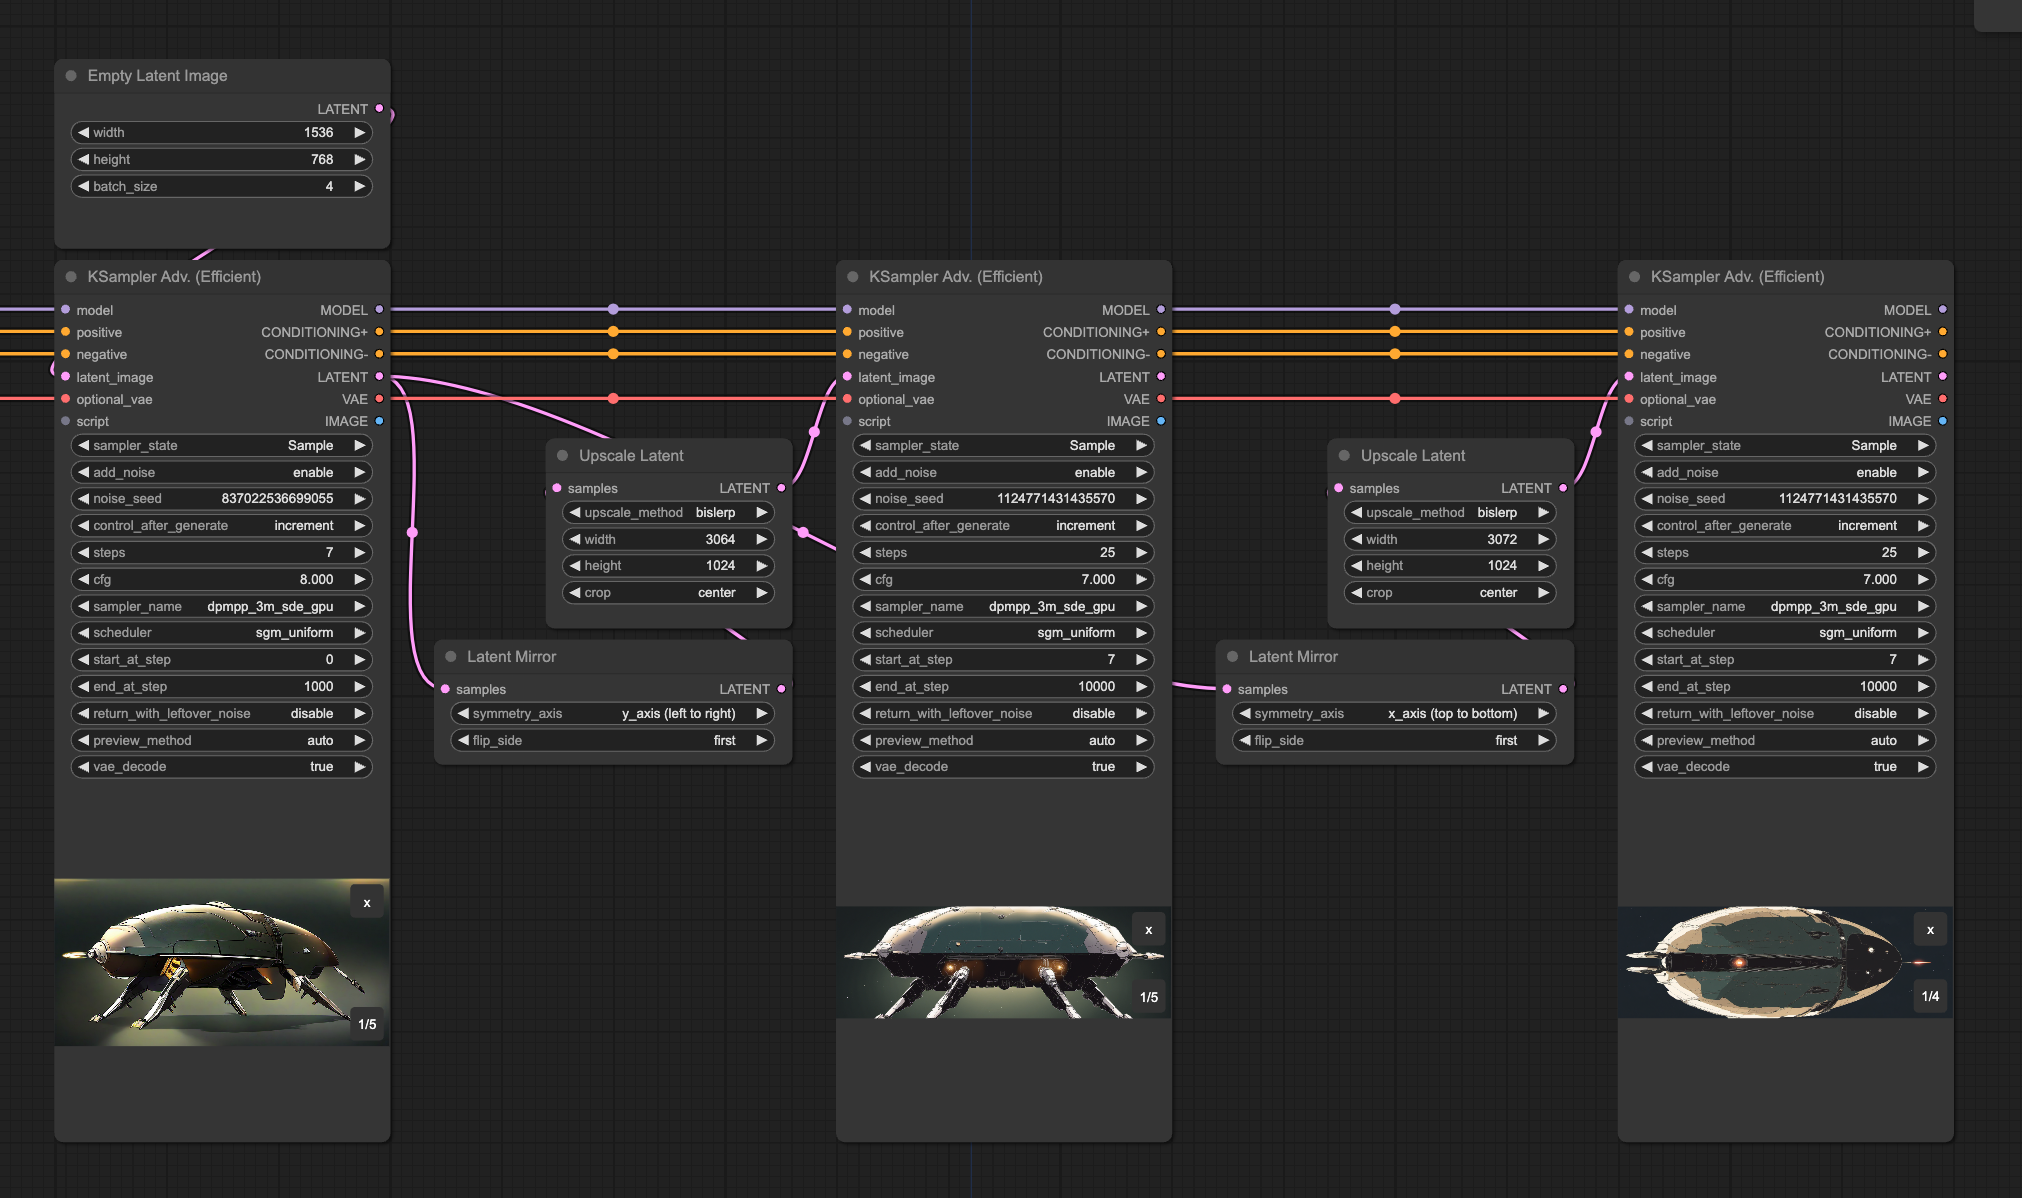 Empty Latent Image
LATENT
width 1536
height 768
batch_size 4
KSampler Adv. (Efficient)
model MODEL
positive CONDITIONING+
negative CONDITIONING-
latent_image LATENT
optional_vae VAE
script IMAGE
sampler_state Sample
add_noise enable
noise_seed 837022536699055
control_after_generate increment
steps 7
cfg 8.000
sampler_name dpmpp_3m_sde_gpu
scheduler sgm_uniform
start_at_step 0
end_at_step 1000
return_with_leftover_noise disable
preview_method auto
vae_decode true
x
1/5
Upscale Latent
samples LATENT
upscale_method bislerp
width 3064
height 1024
crop center
Latent Mirror
samples LATENT
symmetry_axis y_axis (left to right)
flip_side first
KSampler Adv. (Efficient)
model MODEL
positive CONDITIONING+
negative CONDITIONING-
latent_image LATENT
optional_vae VAE
script IMAGE
sampler_state Sample
add_noise enable
noise_seed 1124771431435570
control_after_generate increment
steps 25
cfg 7.000
sampler_name dpmpp_3m_sde_gpu
scheduler sgm_uniform
start_at_step 7
end_at_step 10000
return_with_leftover_noise disable
preview_method auto
vae_decode true
x
1/5
Upscale Latent
samples LATENT
upscale_method bislerp
width 3072
height 1024
crop center
Latent Mirror
samples LATENT
symmetry_axis x_axis (top to bottom)
flip_side first
KSampler Adv. (Efficient)
model MODEL
positive CONDITIONING+
negative CONDITIONING-
latent_image LATENT
optional_vae VAE
script IMAGE
sampler_state Sample
add_noise enable
noise_seed 1124771431435570
control_after_generate increment
steps 25
cfg 7.000
sampler_name dpmpp_3m_sde_gpu
scheduler sgm_uniform
start_at_step 7
end_at_step 10000
return_with_leftover_noise disable
preview_method auto
vae_decode true
x
1/4